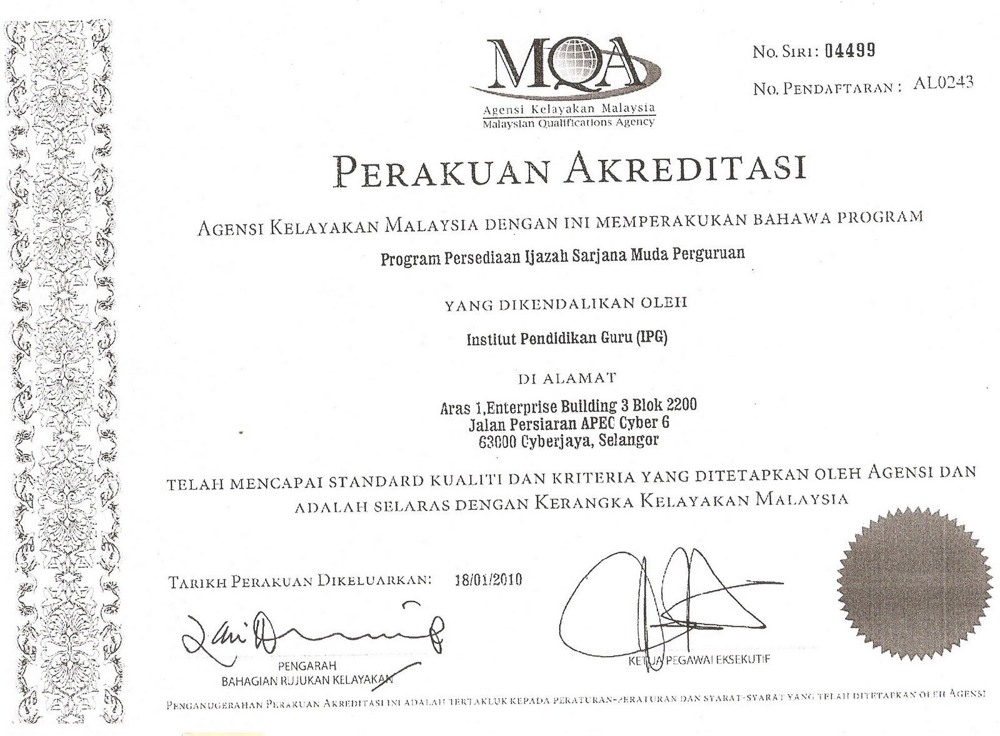 MQA
Agensi Kelayakan Malaysia
Malaysian Qualifications Agency
No. Siri: 04499
No. Pendaftaran: AL0243
Perakuan Akreditasi
Agensi Kelayakan Malaysia dengan ini memperakukan bahawa program
Program Persediaan Ijazah Sarjana Muda Perguruan
yang dikendalikan oleh
Institut Pendidikan Guru (IPG)
di alamat
Aras 1,Enterprise Building 3 Blok 2200
Jalan Persiaran APEC Cyber 6
63000 Cyberjaya, Selangor
telah mencapai standard kualiti dan kriteria yang ditetapkan oleh Agensi dan
adalah selaras dengan Kerangka Kelayakan Malaysia
Tarikh Perakuan Dikeluarkan: 18/01/2010
PENGARAH
BAHAGIAN RUJUKAN KELAYAKAN
KETUA PEGAWAI EKSEKUTIF
Penganugerahan Perakuan Akreditasi ini adalah tertakluk kepada peraturan-peraturan dan syarat-syarat yang telah ditetapkan oleh Agensi